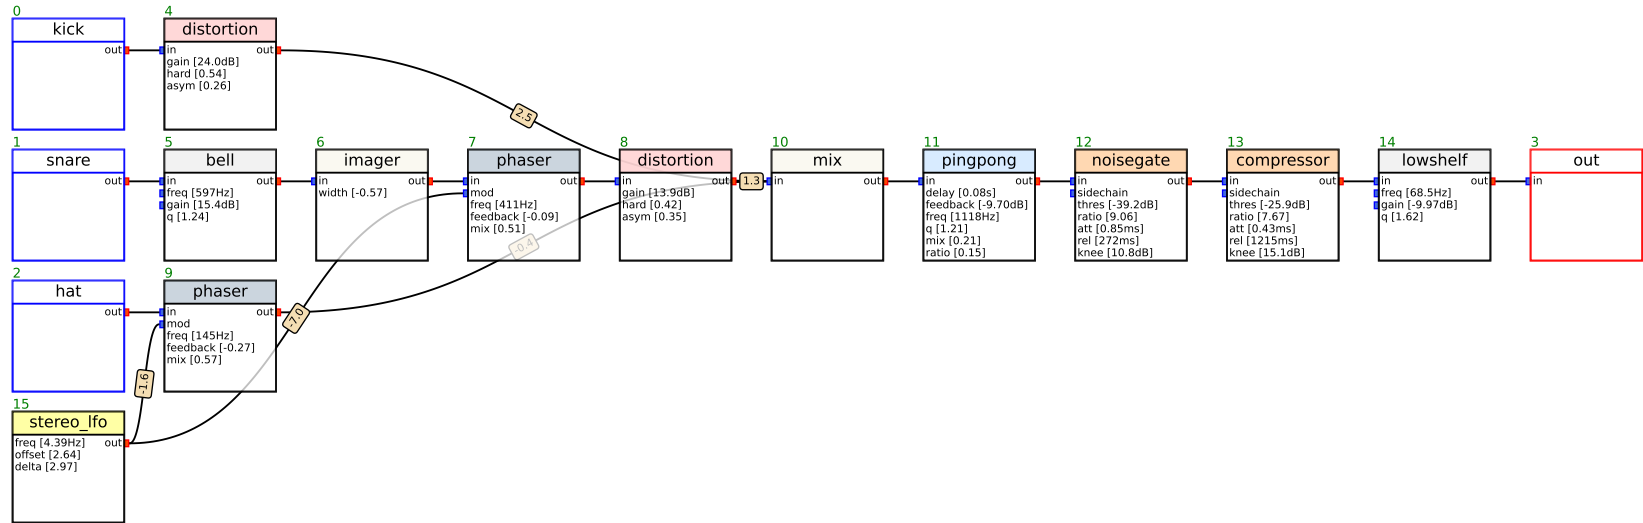 0
kick
out
4
distortion
in out
gain [24.0dB]
hard [0.54]
asym [0.26]
2.5
1
snare
out
5
bell
in out
freq [597Hz]
gain [15.4dB]
q [1.24]
6
imager
in out
width [-0.57]
7
phaser
in out
mod
freq [411Hz]
feedback [-0.09]
mix [0.51]
8
distortion
in out
gain [13.9dB]
hard [0.42]
asym [0.35]
1.3
10
mix
in out
11
pingpong
in out
delay [0.08s]
feedback [-9.70dB]
freq [1118Hz]
q [1.21]
mix [0.21]
ratio [0.15]
12
noisegate
in out
sidechain
thres [-39.2dB]
ratio [9.06]
att [0.85ms]
rel [272ms]
knee [10.8dB]
13
compressor
in out
sidechain
thres [-25.9dB]
ratio [7.67]
att [0.43ms]
rel [1215ms]
knee [15.1dB]
14
lowshelf
in out
freq [68.5Hz]
gain [-9.97dB]
q [1.62]
3
out
in
-0.4
2
hat
out
9
phaser
in out
mod
freq [145Hz]
feedback [-0.27]
mix [0.57]
-7.0
-1.6
15
stereo_lfo
freq [4.39Hz] out
offset [2.64]
delta [2.97]